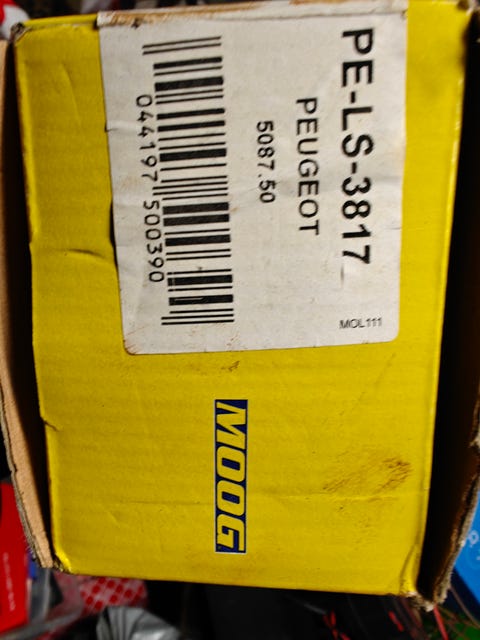 PE-LS-3817
PEUGEOT
5087.50
044197 500390
MOL111
MOOG